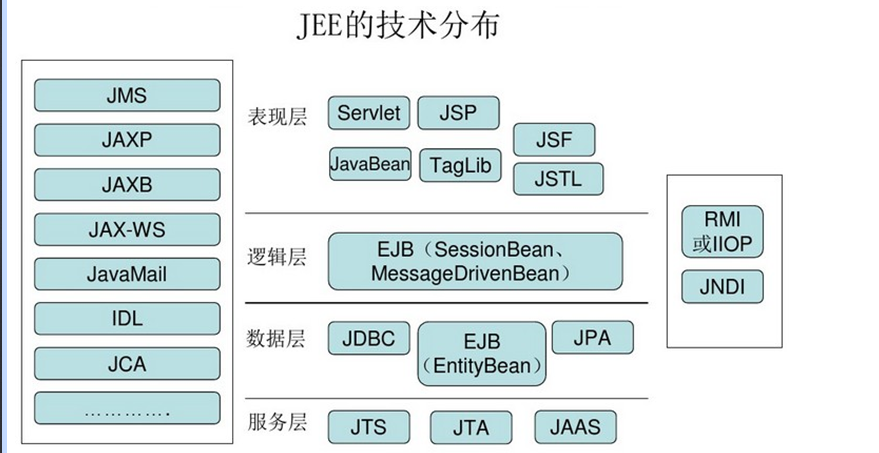 JEE的技术分布
JMS
JAXP
JAXB
JAX-WS
JavaMail
IDL
JCA
………….
表现层
Servlet
JSP
JSF
JavaBean
TagLib
JSTL
逻辑层
EJB（SessionBean、
MessageDrivenBean）
数据层
JDBC
EJB
（EntityBean）
JPA
服务层
JTS
JTA
JAAS
RMI
或IIOP
JNDI